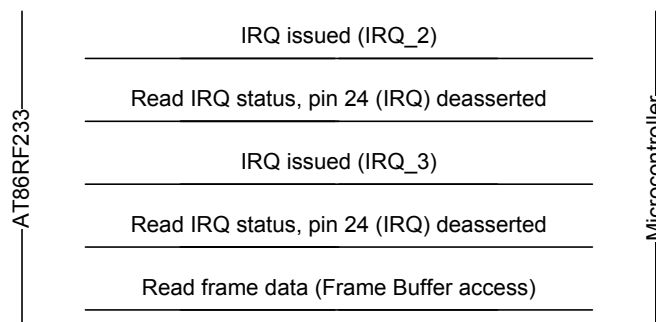 IRQ issued (IRQ_2)
Read IRQ status, pin 24 (IRQ) deasserted
IRQ issued (IRQ_3)
Read IRQ status, pin 24 (IRQ) deasserted
Read frame data (Frame Buffer access)
AT86RF233
Microcontroller